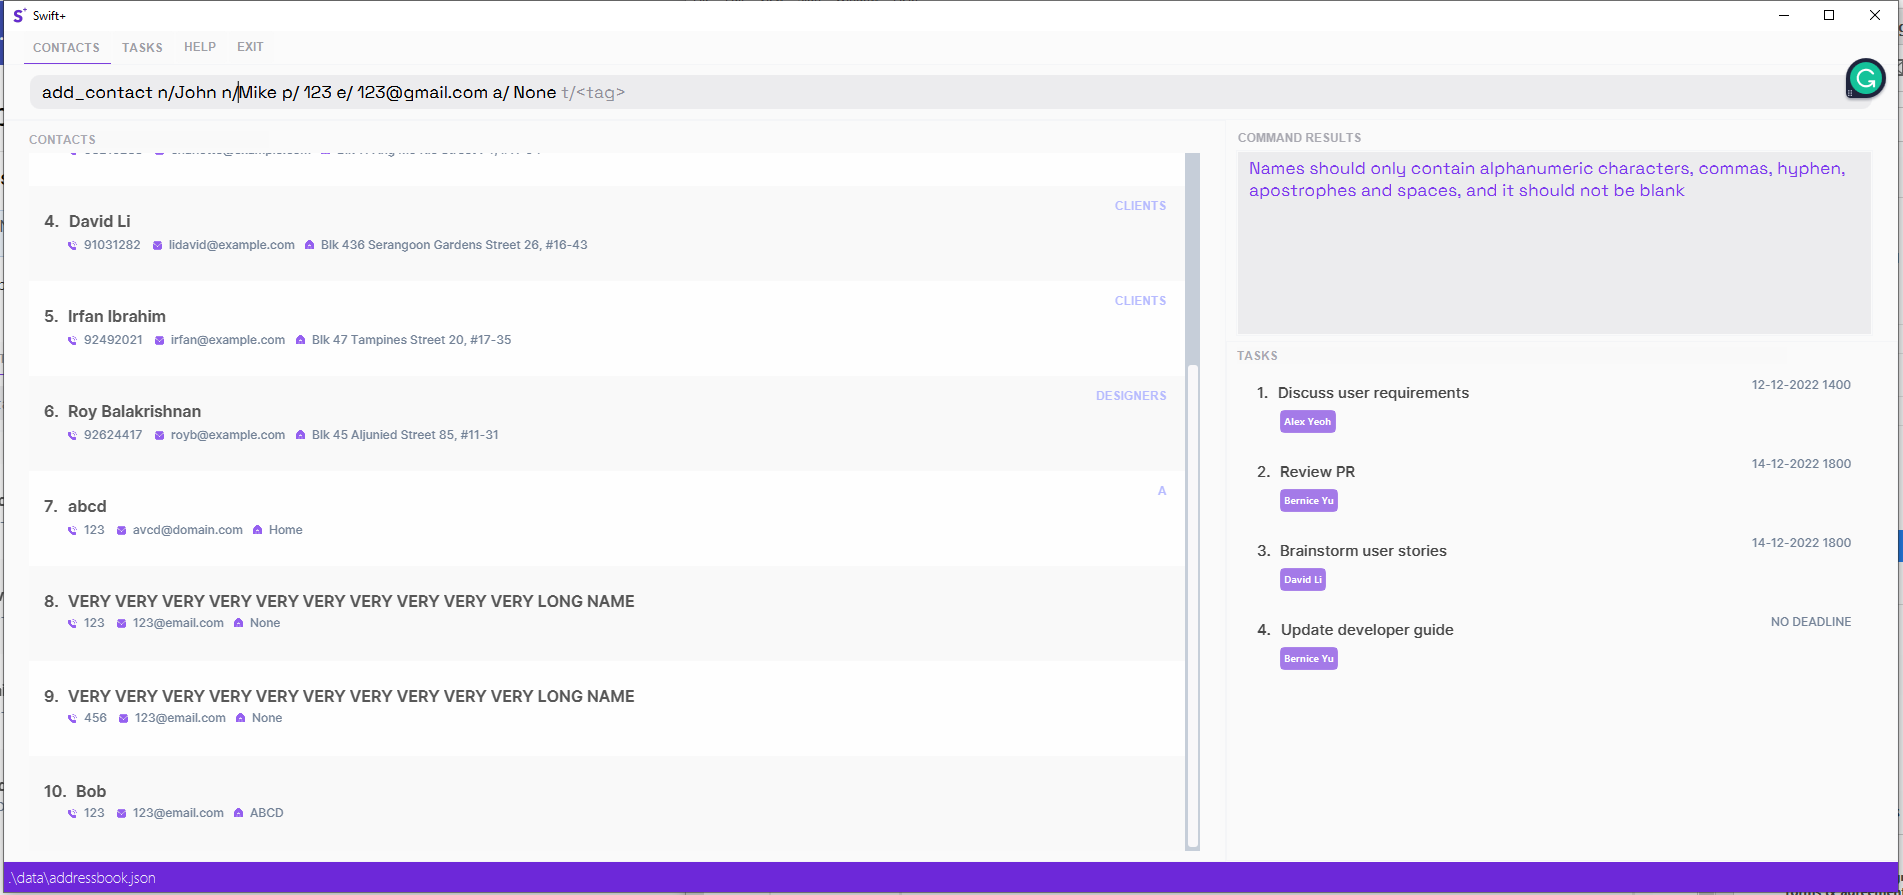 Swift+
CONTACTS TASKS HELP EXIT
add_contact n/John n/Mike p/ 123 e/ 123@gmail.com a/ None t/<tag>
CONTACTS
4. David Li
CLIENTS
91031282 lidavid@example.com Blk 436 Serangoon Gardens Street 26, #16-43
5. Irfan Ibrahim
CLIENTS
92492021 irfan@example.com Blk 47 Tampines Street 20, #17-35
6. Roy Balakrishnan
DESIGNERS
92624417 royb@example.com Blk 45 Aljunied Street 85, #11-31
7. abcd
A
123 avcd@domain.com Home
8. VERY VERY VERY VERY VERY VERY VERY VERY VERY VERY LONG NAME
123 123@email.com None
9. VERY VERY VERY VERY VERY VERY VERY VERY VERY VERY LONG NAME
456 123@email.com None
10. Bob
123 123@email.com ABCD
COMMAND RESULTS
Names should only contain alphanumeric characters, commas, hyphen,
apostrophes and spaces, and it should not be blank
TASKS
1. Discuss user requirements
12-12-2022 1400
Alex Yeoh
2. Review PR
14-12-2022 1800
Bernice Yu
3. Brainstorm user stories
14-12-2022 1800
David Li
4. Update developer guide
NO DEADLINE
Bernice Yu
.\data\addressbook.json